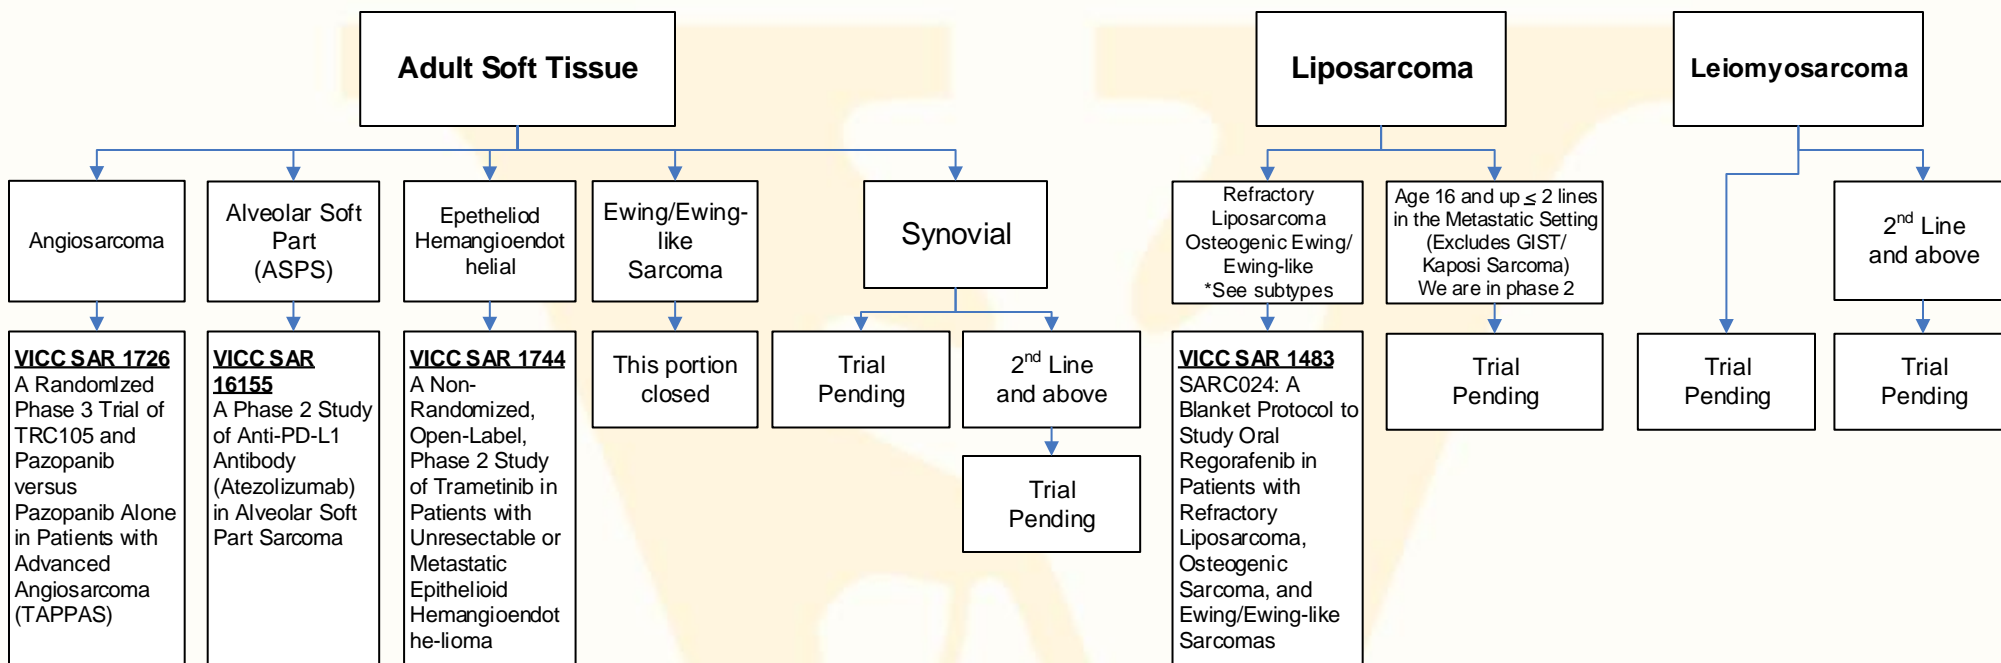 Adult Soft Tissue
Liposarcoma
Leiomyosarcoma
Angiosarcoma
Alveolar Soft
Part
(ASPS)
Epetheliod
Hemangioendot
helial
Ewing/Ewing-
like
Sarcoma
Synovial
Refractory
Liposarcoma
Osteogenic Ewing/
Ewing-like
*See subtypes
Age 16 and up ≤ 2 lines
in the Metastatic Setting
(Excludes GIST/
Kaposi Sarcoma)
We are in phase 2
2nd Line
and above
VICC SAR 1726
A Randomized
Phase 3 Trial of
TRC105 and
Pazopanib
versus
Pazopanib Alone
in Patients with
Advanced
Angiosarcoma
(TAPPAS)
VICC SAR
16155
A Phase 2 Study
of Anti-PD-L1
Antibody
(Atezolizumab)
in Alveolar Soft
Part Sarcoma
VICC SAR 1744
A Non-
Randomized,
Open-Label,
Phase 2 Study
of Trametinib in
Patients with
Unresectable or
Metastatic
Epithelioid
Hemangioendot
he-lioma
This portion
closed
Trial
Pending
2nd Line
and above
Trial
Pending
VICC SAR 1483
SARC024: A
Blanket Protocol to
Study Oral
Regorafenib in
Patients with
Refractory
Liposarcoma,
Osteogenic
Sarcoma, and
Ewing/Ewing-like
Sarcomas
Trial
Pending
Trial
Pending
Trial
Pending